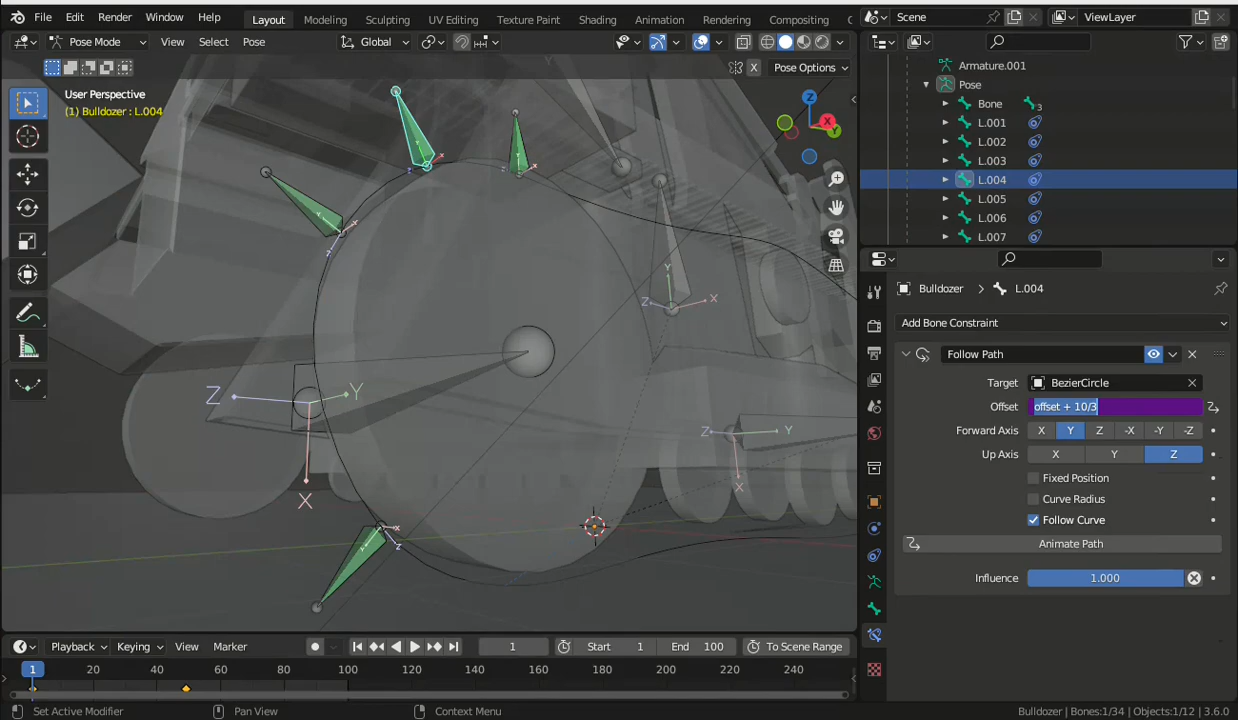 File Edit Render Window Help Layout Modeling Sculpting UV Editing Texture Paint Shading Animation Rendering Compositing Scene ViewLayer
Pose Mode View Select Pose Global
X Pose Options
User Perspective
(1) Bulldozer : L.004
Armature.001
Pose
Bone 3
L.001
L.002
L.003
L.004
L.005
L.006
L.007
Z
X
Y
Z
Y
X
Y
Z
X
Z
Y
X
Bulldozer L.004
Add Bone Constraint
Follow Path
Target BezierCircle
Offset offset + 10/3
Forward Axis X Y Z -X -Y -Z
Up Axis X Y Z
Fixed Position
Curve Radius
Follow Curve
Animate Path
Influence 1.000
Playback Keying View Marker 1 Start 1 End 100 To Scene Range
1 20 40 60 80 100 120 140 160 180 200 220 240
Set Active Modifier Pan View Context Menu Bulldozer | Bones:1/34 | Objects:1/12 | 3.6.0